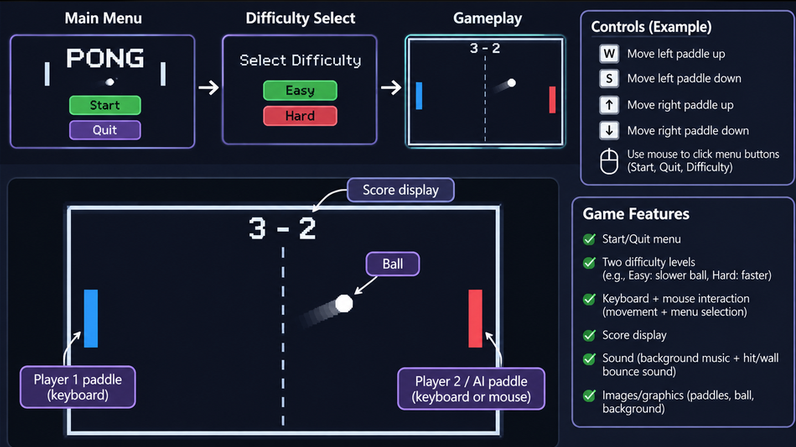 Main Menu
Difficulty Select
Gameplay
PONG
Start
Quit
Select Difficulty
Easy
Hard
3 - 2
Controls (Example)
W Move left paddle up
S Move left paddle down
↑ Move right paddle up
↓ Move right paddle down
Use mouse to click menu buttons
(Start, Quit, Difficulty)
Score display
3 - 2
Ball
Player 1 paddle
(keyboard)
Player 2 / AI paddle
(keyboard or mouse)
Game Features
Start/Quit menu
Two difficulty levels
(e.g., Easy: slower ball, Hard: faster)
Keyboard + mouse interaction
(movement + menu selection)
Score display
Sound (background music + hit/wall
bounce sound)
Images/graphics (paddles, ball,
background)